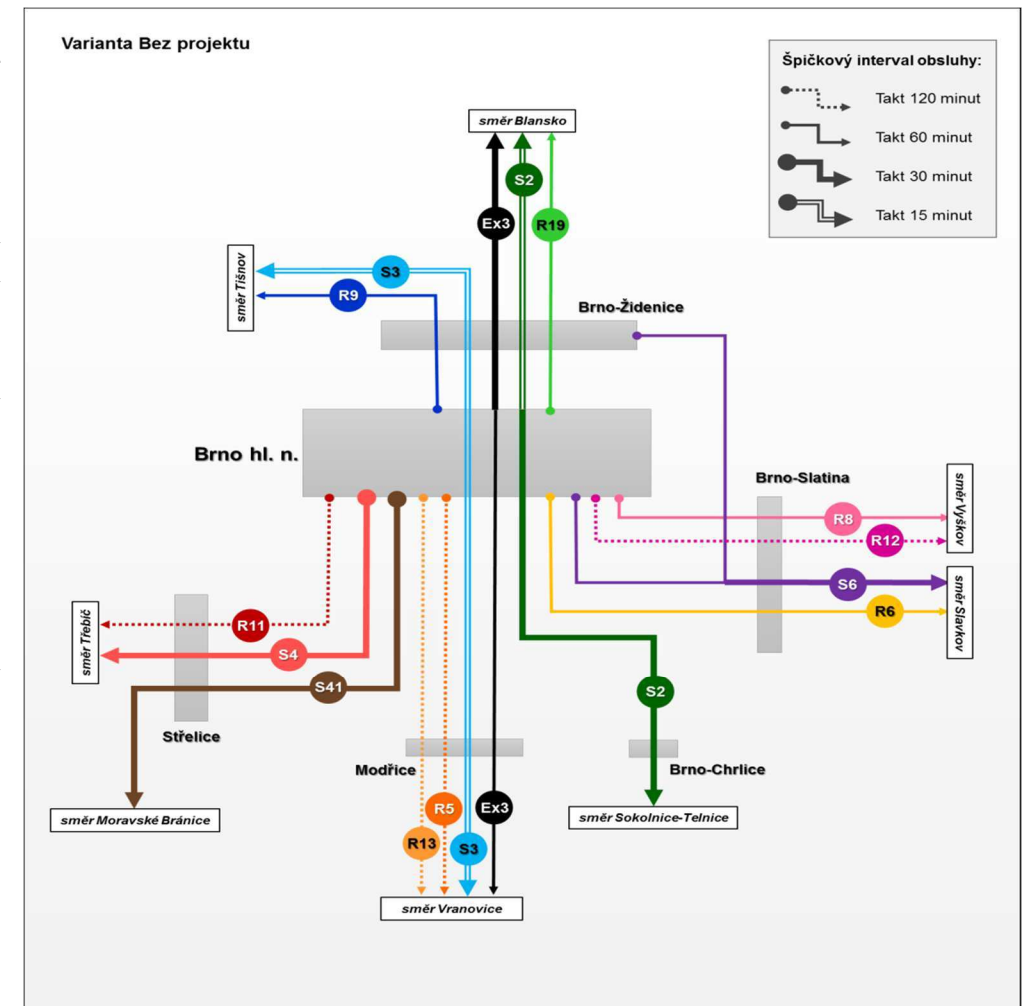 Varianta Bez projektu
Špičkový interval obsluhy:
Takt 120 minut
Takt 60 minut
Takt 30 minut
Takt 15 minut
směr Blansko
S2
Ex3
R19
směr Tišnov
S3
R9
Brno-Židenice
Brno hl. n.
Brno-Slatina
směr Vyškov
R8
R12
S6
R6
směr Slavkov
směr Třebíč
R11
S4
S41
S2
Střelice
Modřice
Brno-Chrlice
R5
Ex3
R13
S3
směr Moravské Bránice
směr Sokolnice-Telnice
směr Vranovice